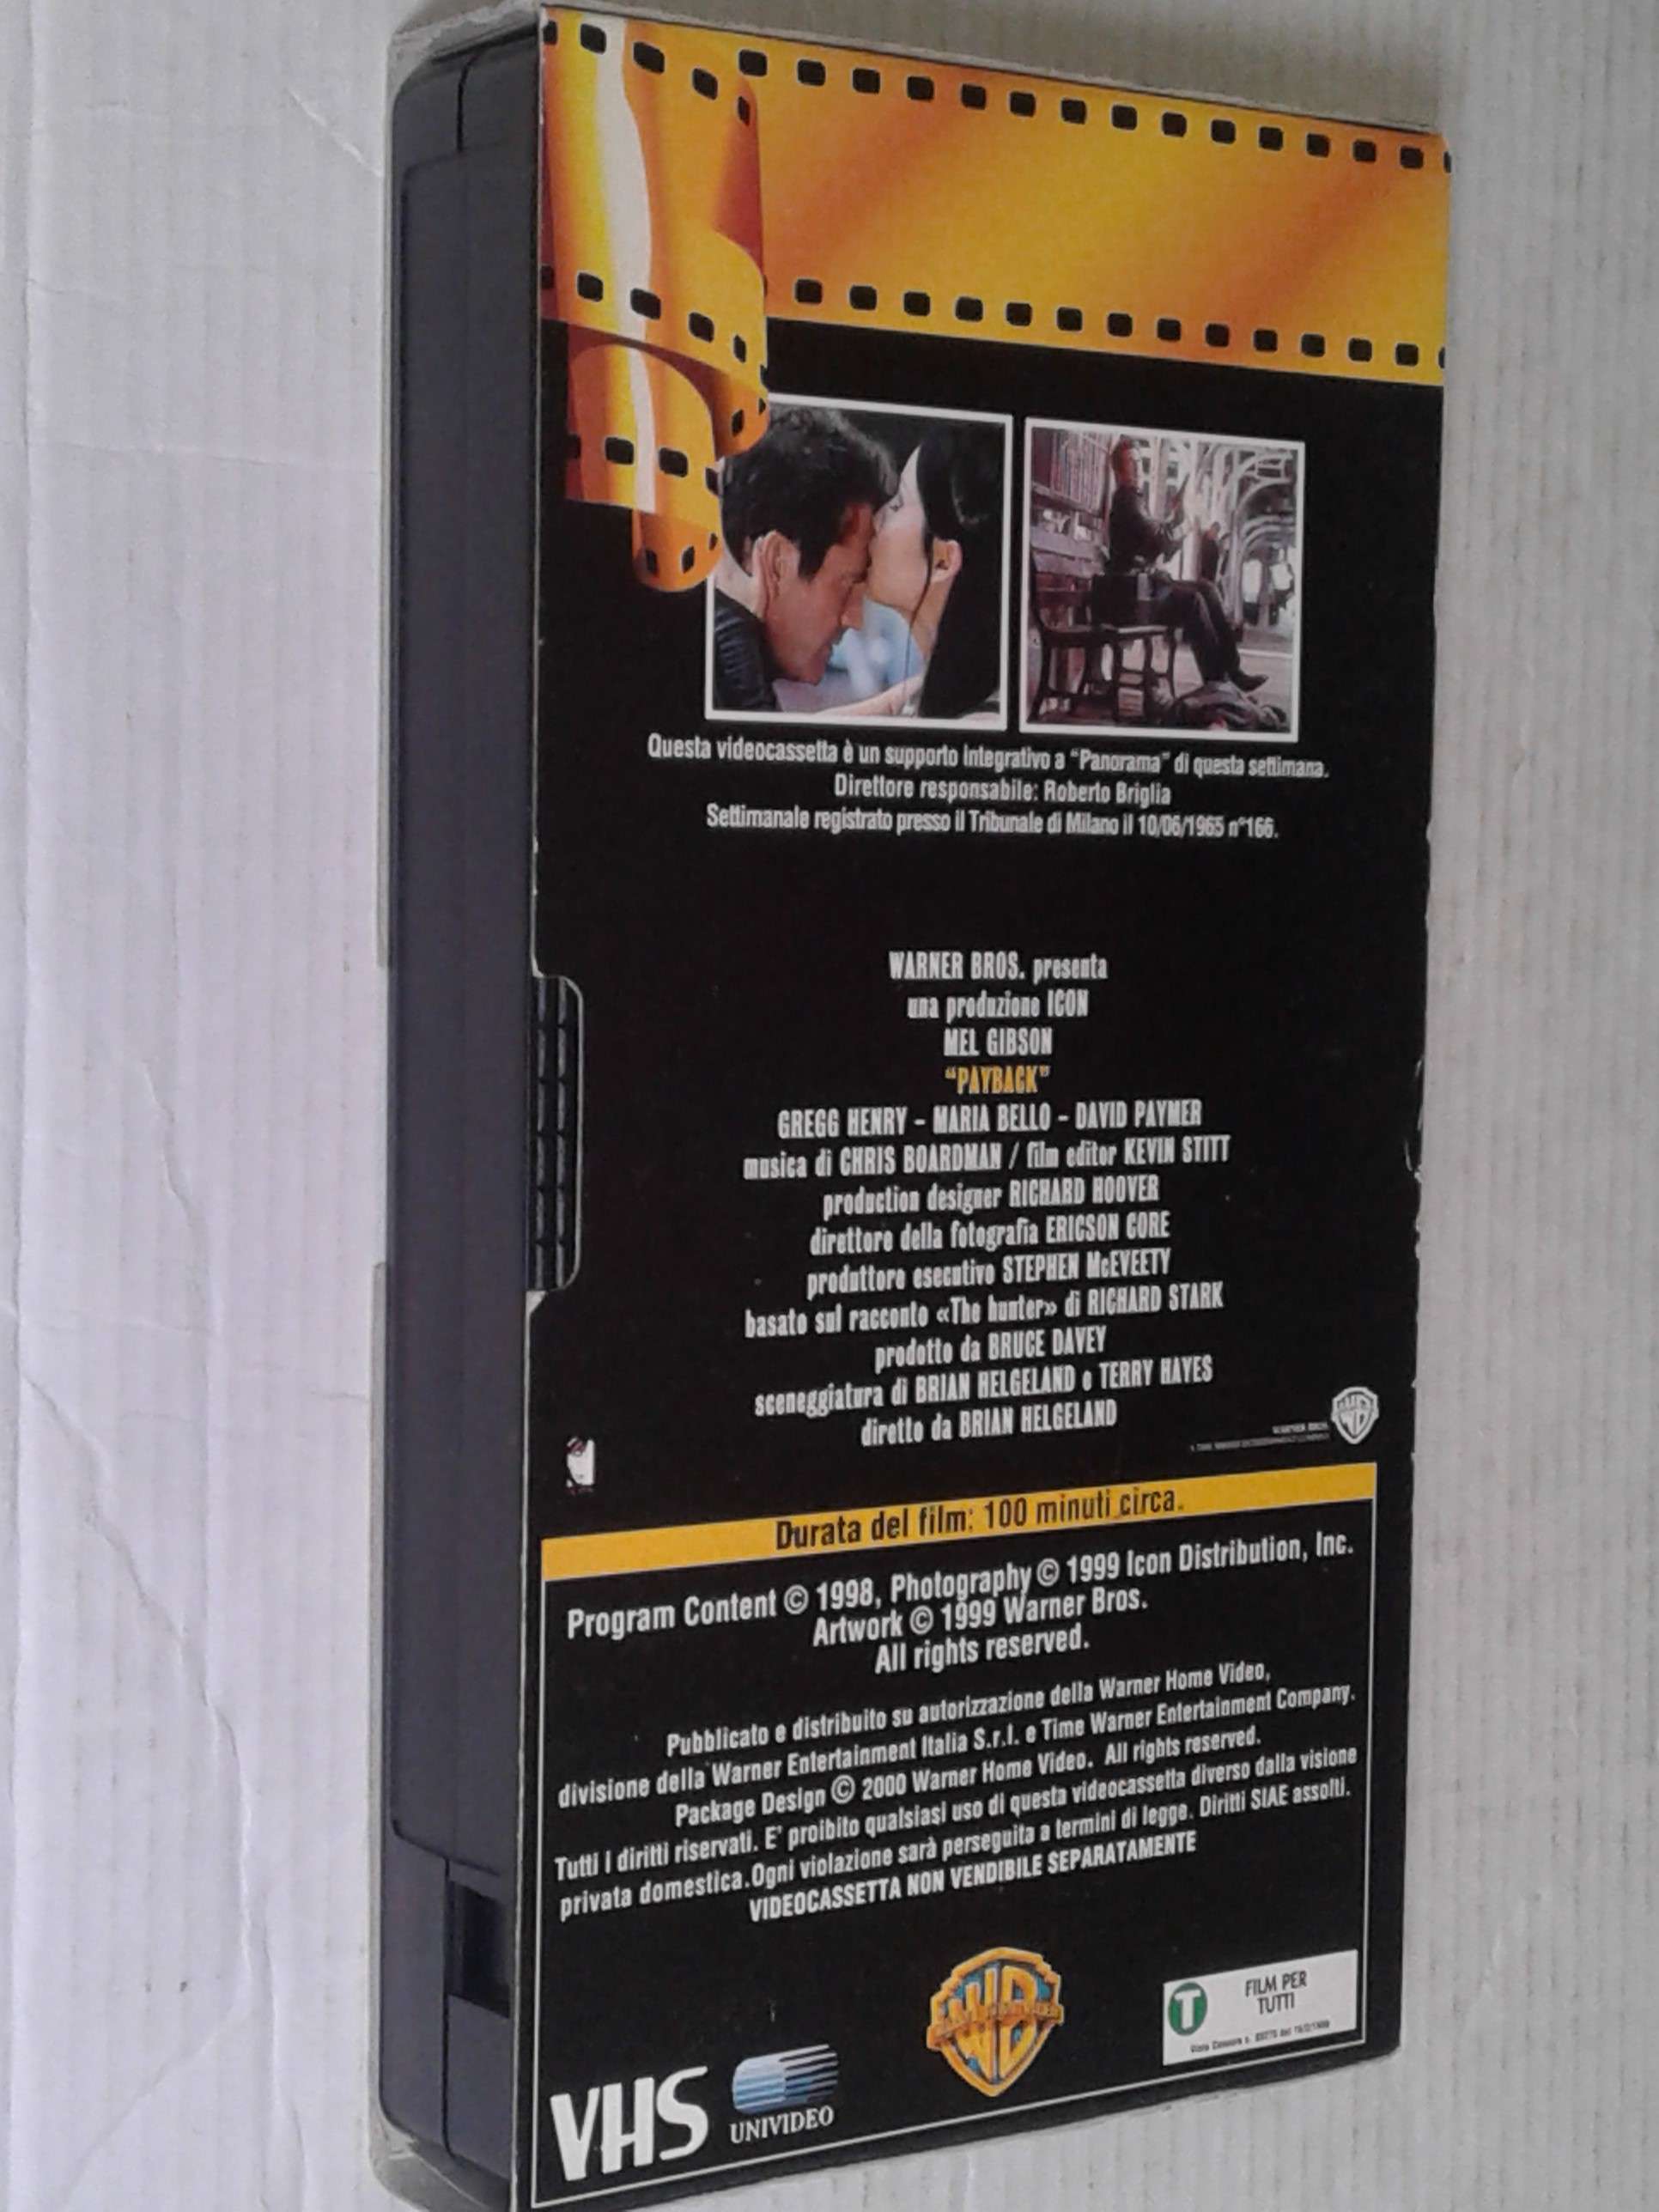 Questa videocassetta è un supporto integrativo a "Panorama" di questa settimana.
Direttore responsabile: Roberto Briglia
Settimanale registrato presso il Tribunale di Milano il 10/06/1965 n°166.
WARNER BROS. presenta
una produzione ICON
MEL GIBSON
"PAYBACK"
GREGG HENRY - MARIA BELLO - DAVID PAYMER
musica di CHRIS BOARDMAN / film editor KEVIN STITT
production designer RICHARD HOOVER
direttore della fotografia ERICSON CORE
produttore esecutivo STEPHEN McEVEETY
basato sul racconto «The hunter» di RICHARD STARK
prodotto da BRUCE DAVEY
sceneggiatura di BRIAN HELGELAND e TERRY HAYES
diretto da BRIAN HELGELAND
WARNER BROS.
Durata del film: 100 minuti circa.
Program Content © 1998, Photography © 1999 Icon Distribution, Inc.
Artwork © 1999 Warner Bros.
All rights reserved.
Pubblicato e distribuito su autorizzazione della Warner Home Video,
divisione della Warner Entertainment Italia S.r.l. e Time Warner Entertainment Company.
Package Design © 2000 Warner Home Video. All rights reserved.
Tutti i diritti riservati. E' proibito qualsiasi uso di questa videocassetta diverso dalla visione
privata domestica. Ogni violazione sarà perseguita a termini di legge. Diritti SIAE assolti.
VIDEOCASSETTA NON VENDIBILE SEPARATAMENTE
VHS
UNIVIDEO
WB
T
FILM PER
TUTTI